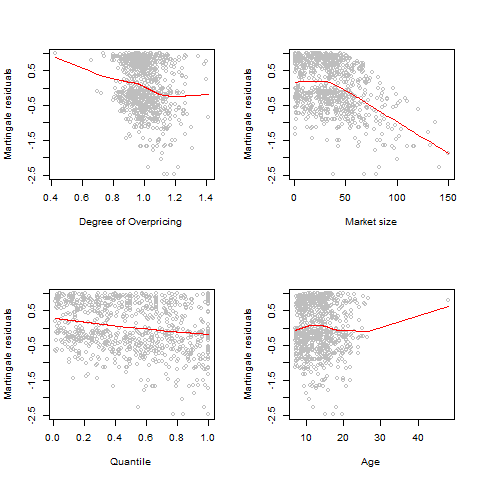 Martingale residuals
0.5
-0.5
-1.5
-2.5
0.4 0.6 0.8 1.0 1.2 1.4
Degree of Overpricing
Martingale residuals
0.5
-0.5
-1.5
-2.5
0 50 100 150
Market size
Martingale residuals
0.5
-0.5
-1.5
-2.5
0.0 0.2 0.4 0.6 0.8 1.0
Quantile
Martingale residuals
0.5
-0.5
-1.5
-2.5
10 20 30 40
Age